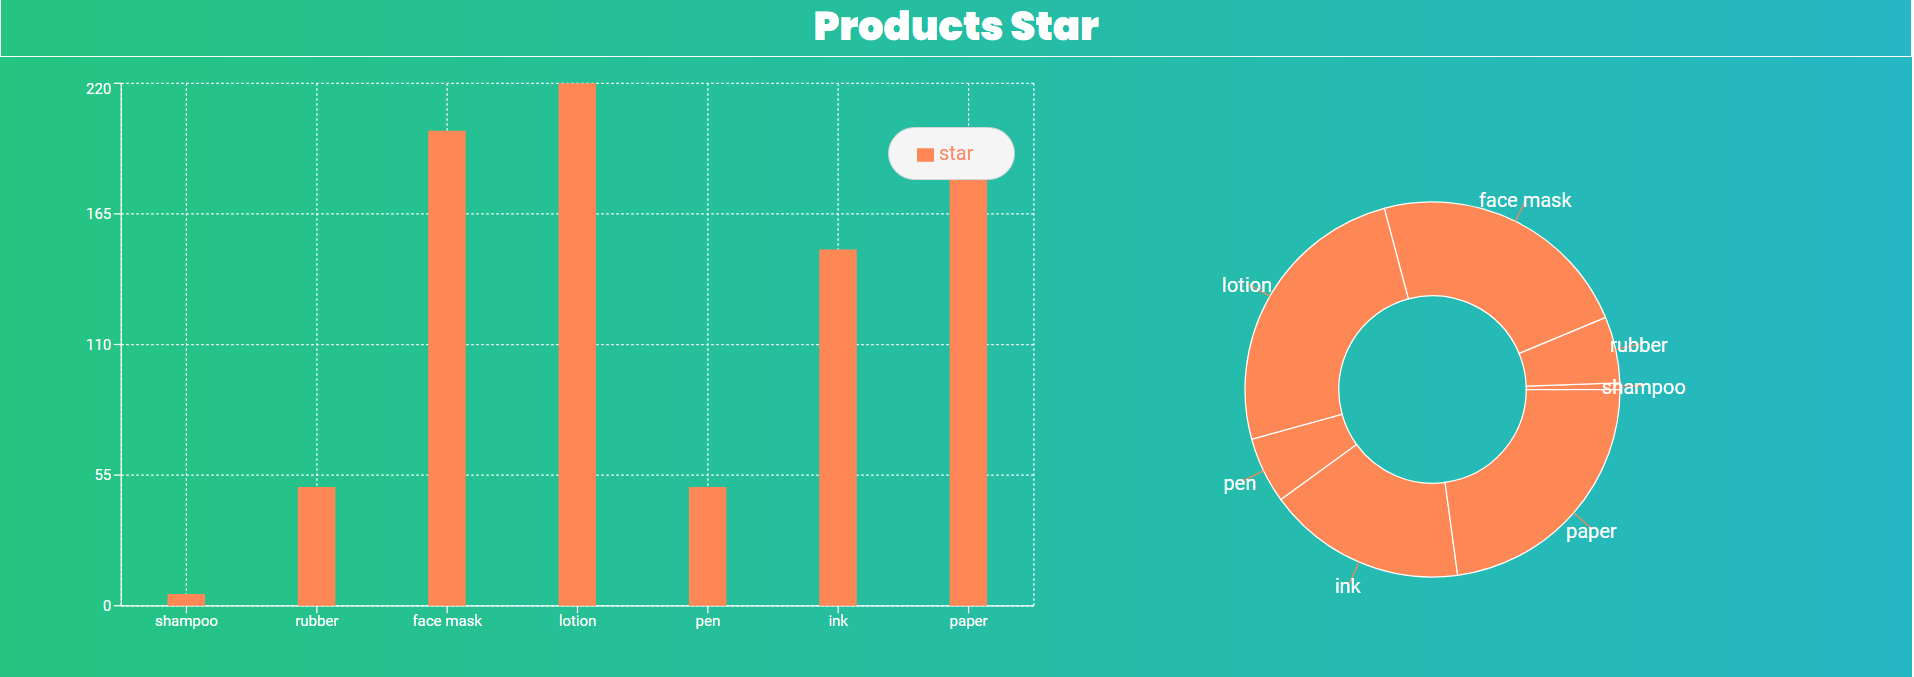 Products Star
220
165
110
55
0
shampoo
rubber
face mask
lotion
pen
ink
paper
star
face mask
lotion
rubber
shampoo
pen
paper
ink